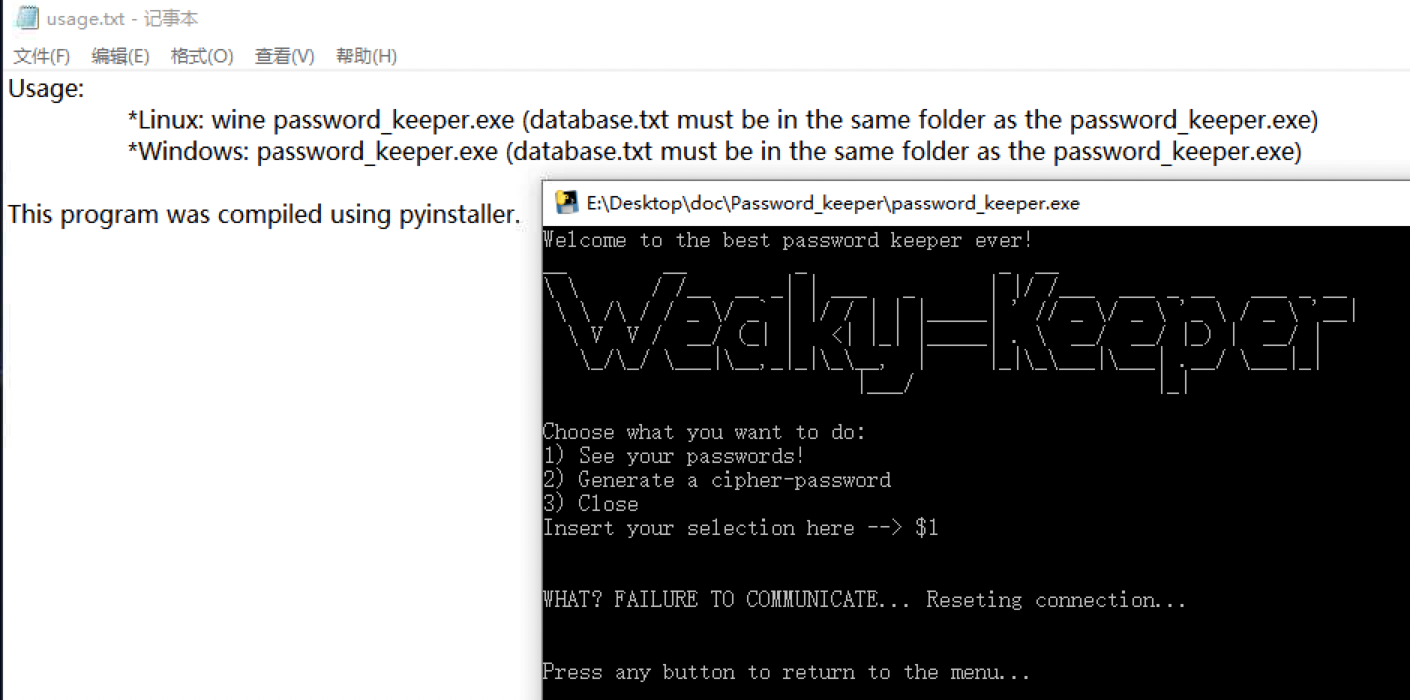 usage.txt - 记事本
文件(F) 编辑(E) 格式(O) 查看(V) 帮助(H)
Usage:
*Linux: wine password_keeper.exe (database.txt must be in the same folder as the password_keeper.exe)
*Windows: password_keeper.exe (database.txt must be in the same folder as the password_keeper.exe)
This program was compiled using pyinstaller.
E:\Desktop\doc\Password_keeper\password_keeper.exe
Welcome to the best password keeper ever!
Weaky-Keeper
Choose what you want to do:
1) See your passwords!
2) Generate a cipher-password
3) Close
Insert your selection here --> $1
WHAT? FAILURE TO COMMUNICATE... Reseting connection...
Press any button to return to the menu...